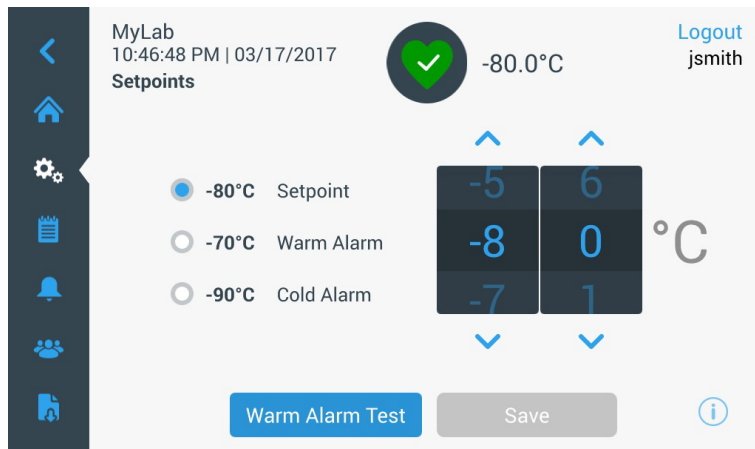 MyLab
10:46:48 PM | 03/17/2017
Setpoints
-80.0°C
Logout
jsmith
-80°C Setpoint
-70°C Warm Alarm
-90°C Cold Alarm
-5 6
-8 0 °C
-7 1
Warm Alarm Test
Save
i